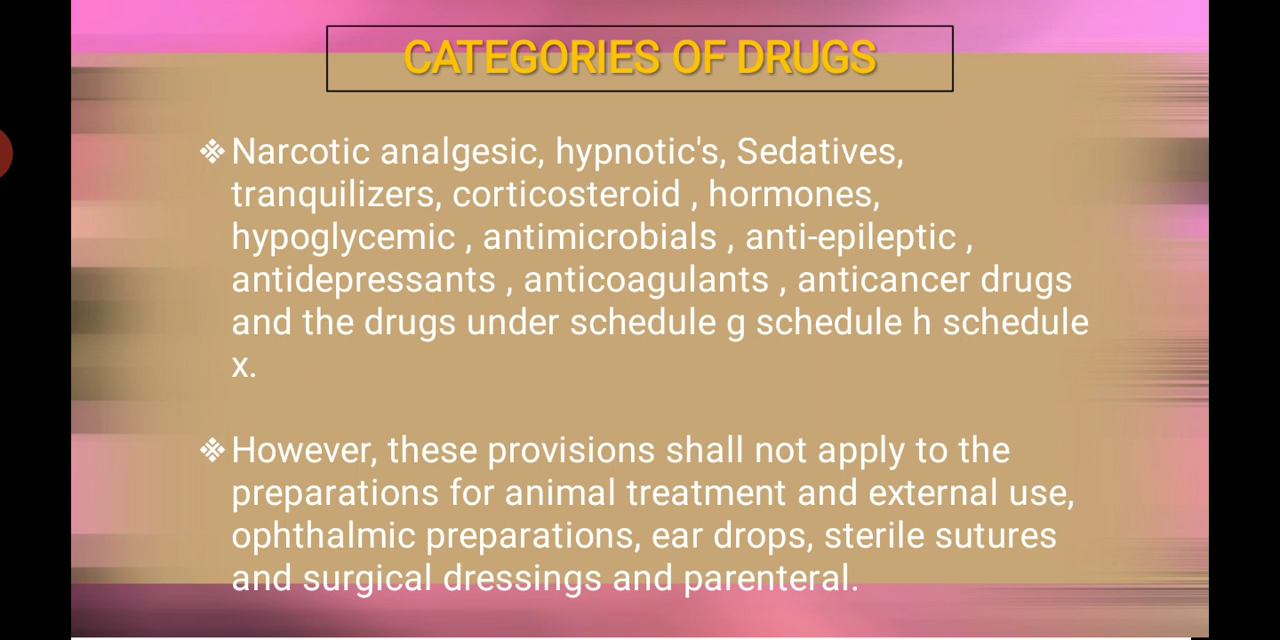 CATEGORIES OF DRUGS
❖ Narcotic analgesic, hypnotic's, Sedatives,
tranquilizers, corticosteroid , hormones,
hypoglycemic , antimicrobials , anti-epileptic ,
antidepressants , anticoagulants , anticancer drugs
and the drugs under schedule g schedule h schedule
x.
❖ However, these provisions shall not apply to the
preparations for animal treatment and external use,
ophthalmic preparations, ear drops, sterile sutures
and surgical dressings and parenteral.